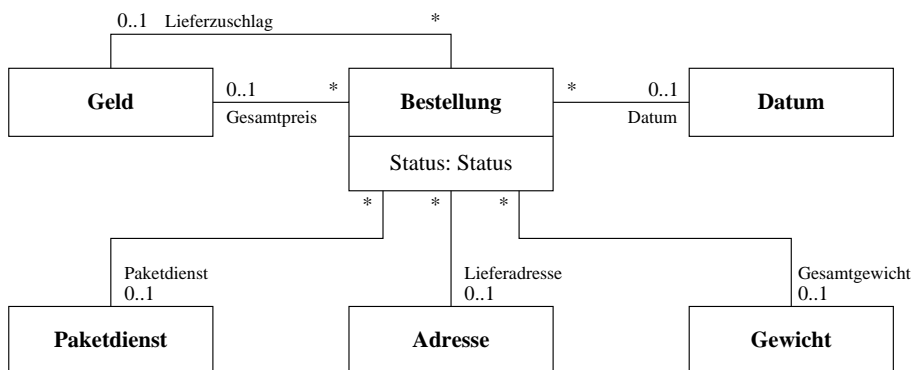 0..1 Lieferzuschlag *
Geld 0..1 * Bestellung * 0..1 Datum
Gesamtpreis Datum
Status: Status
* * *
Paketdienst Lieferadresse Gesamtgewicht
0..1 0..1 0..1
Paketdienst Adresse Gewicht